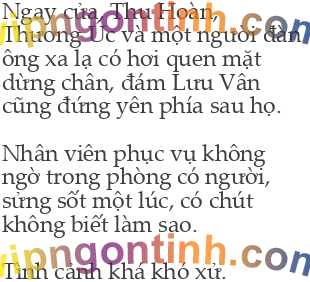 Ngay cửa, Thu Hoàn,
Thương Úc và một người đàn
ông xa lạ có hơi quen mặt
dừng chân, đám Lưu Vân
cũng đứng yên phía sau họ.
Nhân viên phục vụ không
ngờ trong phòng có người,
sửng sốt một lúc, có chút
không biết làm sao.
Tình cảnh khá khó xử.
vipngontinh.com
vipngontinh.com